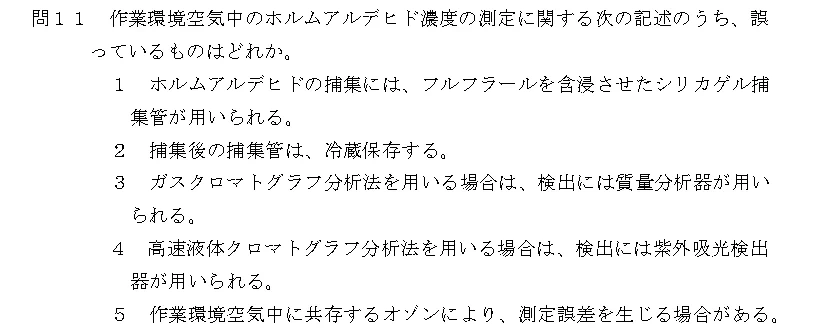 問11 作業環境空気中のホルムアルデヒド濃度の測定に関する次の記述のうち、誤
っているものはどれか。
1 ホルムアルデヒドの捕集には、フルフラールを含浸させたシリカゲル捕
集管が用いられる。
2 捕集後の捕集管は、冷蔵保存する。
3 ガスクロマトグラフ分析法を用いる場合は、検出には質量分析器が用い
られる。
4 高速液体クロマトグラフ分析法を用いる場合は、検出には紫外吸光検出
器が用いられる。
5 作業環境空気中に共存するオゾンにより、測定誤差を生じる場合がある。